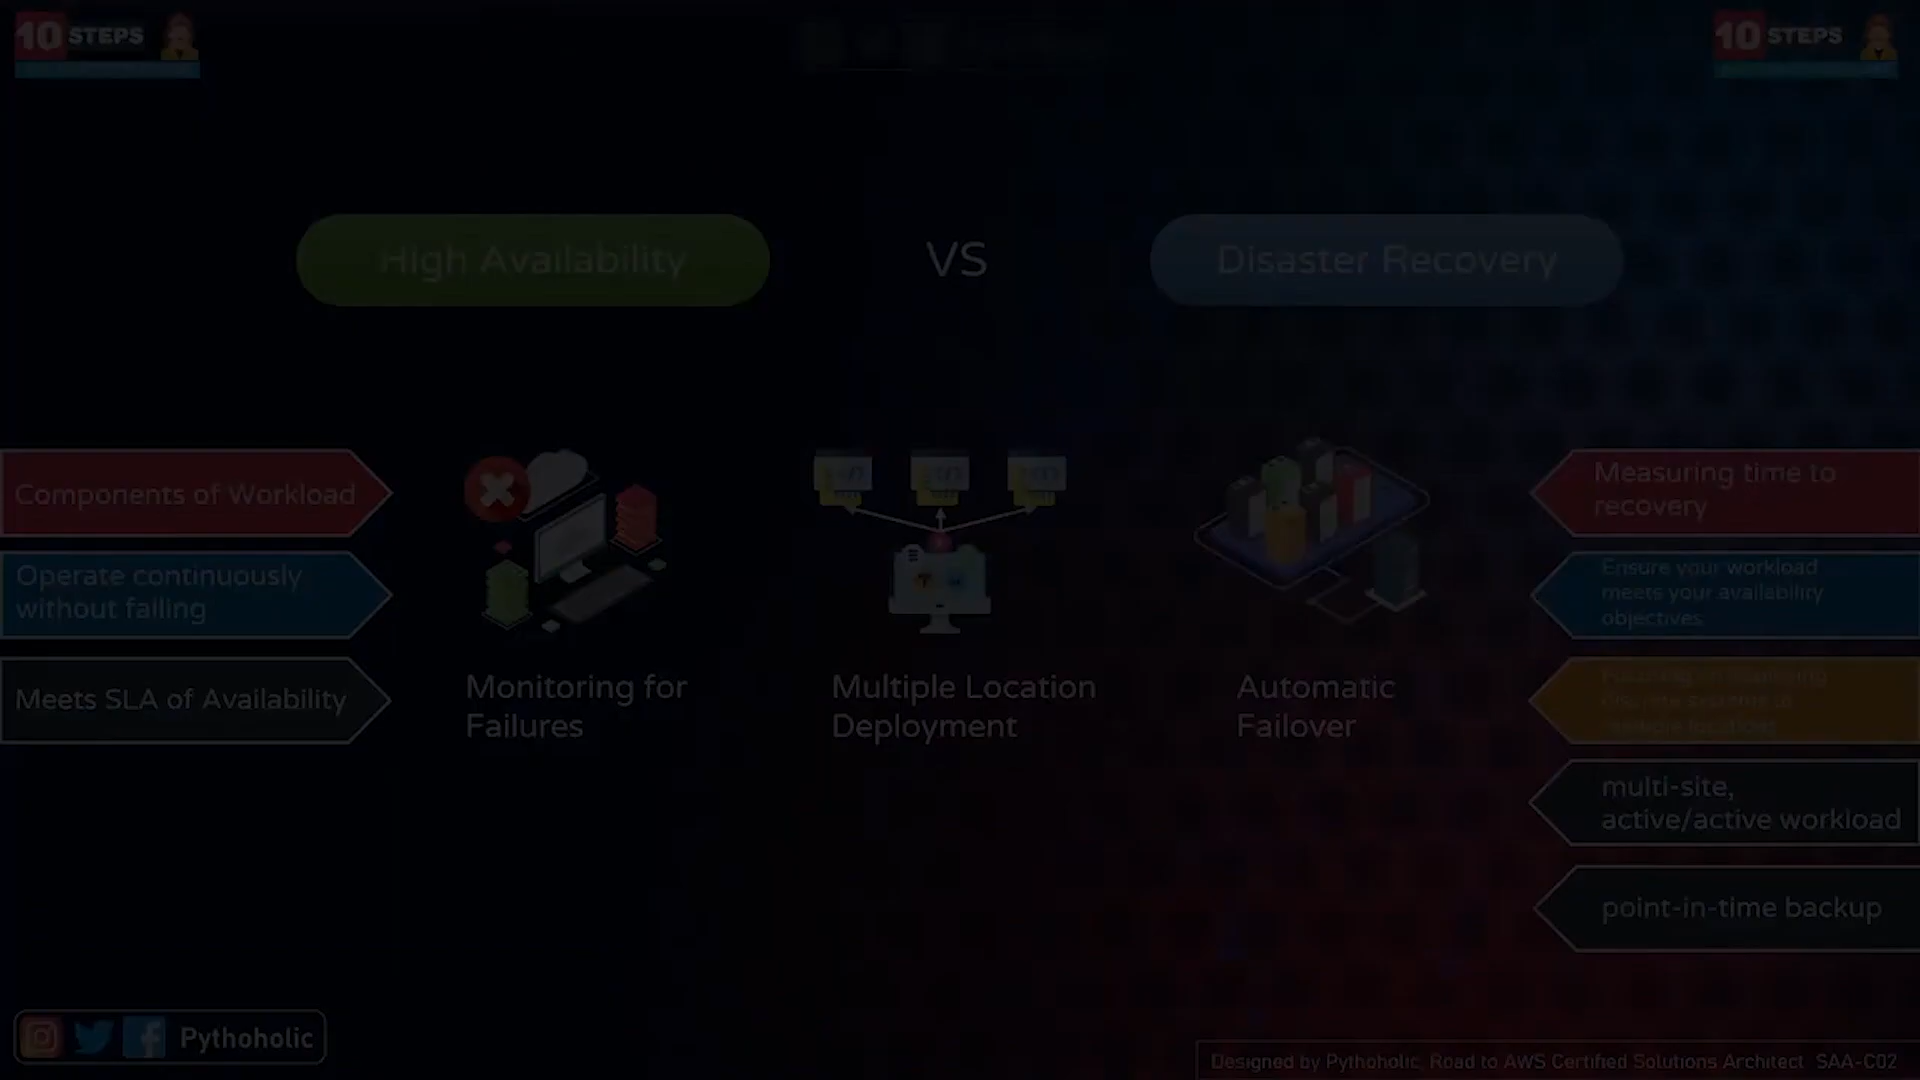 10 STEPS
10 STEPS
High Availability
VS
Disaster Recovery
Components of Workload
Operate continuously
without failing
Meets SLA of Availability
Monitoring for
Failures
Multiple Location
Deployment
Automatic
Failover
Measuring time to
recovery
Ensure your workload
meets your availability
objectives
discrete systems to
multi-site,
active/active workload
point-in-time backup
Pythoholic
Designed by Pythoholic Road to AWS Certified Solutions Architect SAA-C02